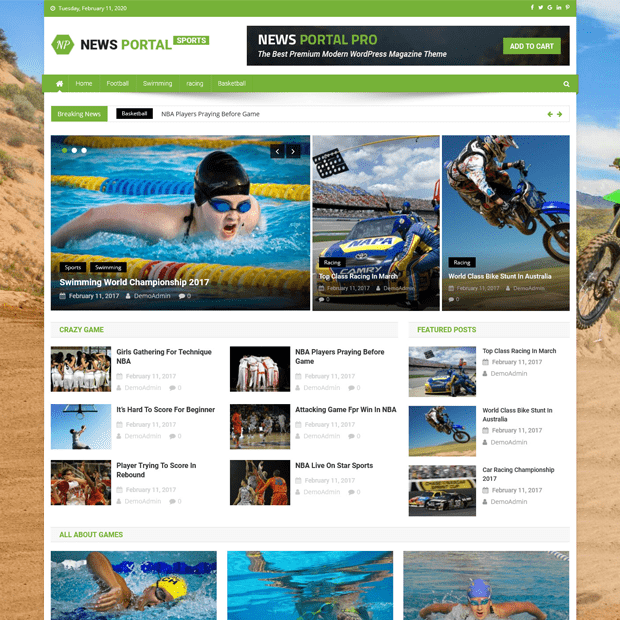 Tuesday, February 11, 2020
NP NEWS PORTAL SPORTS
NEWS PORTAL PRO
The Best Premium Modern WordPress Magazine Theme
ADD TO CART
Home Football Swimming racing Basketball
Breaking News Basketball NBA Players Praying Before Game
Sports Swimming
Swimming World Championship 2017
February 11, 2017 DemoAdmin 0
NAPA
CAMRY
Racing
Top Class Racing In March
February 11, 2017 DemoAdmin
0
Racing
World Class Bike Stunt In Australia
February 11, 2017 DemoAdmin
0
CRAZY GAME
Girls Gathering For Technique
NBA
February 11, 2017
DemoAdmin 0
NBA Players Praying Before
Game
February 11, 2017
DemoAdmin 0
It's Hard To Score For Beginner
February 11, 2017
DemoAdmin 0
Attacking Game Fpr Win In NBA
February 11, 2017
DemoAdmin 0
Player Trying To Score In
Rebound
February 11, 2017
DemoAdmin 0
NBA Live On Star Sports
February 11, 2017
DemoAdmin 0
FEATURED POSTS
Top Class Racing In March
February 11, 2017
DemoAdmin
World Class Bike Stunt In
Australia
February 11, 2017
DemoAdmin
Car Racing Championship
2017
February 11, 2017
DemoAdmin
ALL ABOUT GAMES